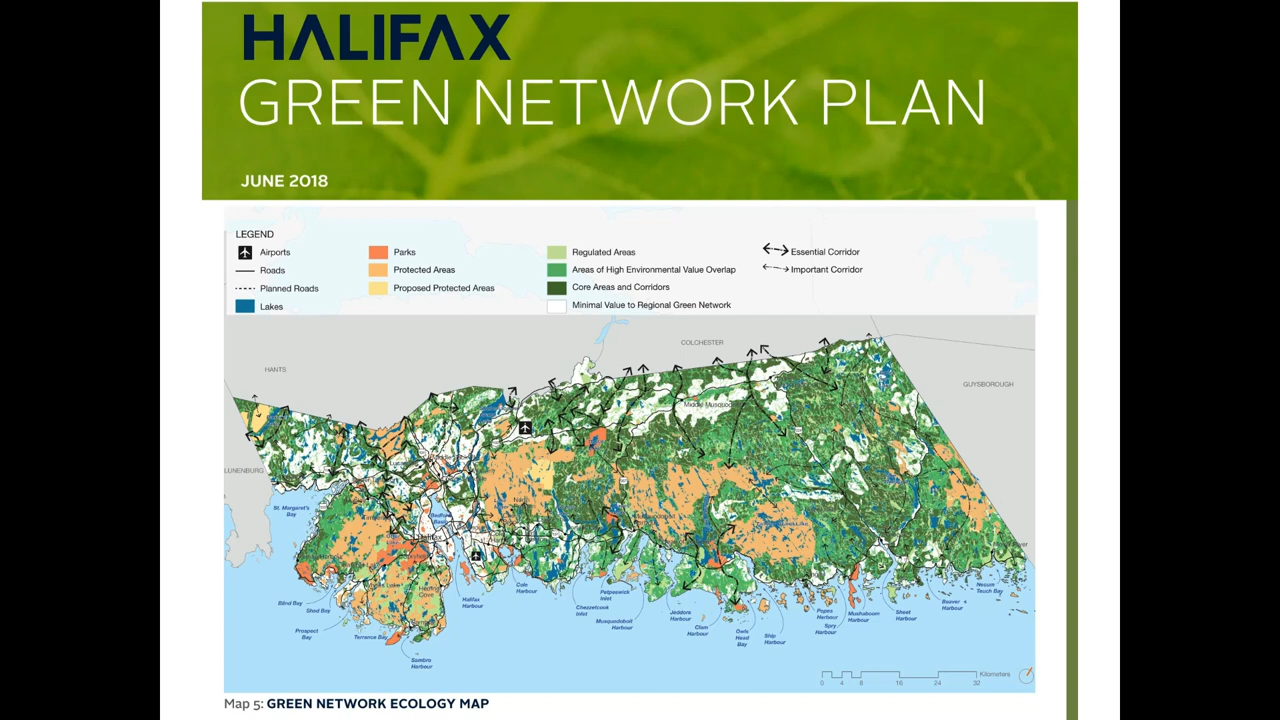 HALIFAX
GREEN NETWORK PLAN
JUNE 2018
LEGEND
Airports
Roads
Planned Roads
Lakes
Parks
Protected Areas
Proposed Protected Areas
Regulated Areas
Areas of High Environmental Value Overlap
Core Areas and Corridors
Minimal Value to Regional Green Network
Essential Corridor
Important Corridor
COLCHESTER
HANTS
GUYSBOROUGH
LUNENBURG
St. Margaret's
Bay
Halifax
Blind Bay
Shad Bay
Prospect
Bay
Terrance Bay
Sambro
Harbour
Halifax
Harbour
Cole
Harbour
Chezzetcook
Inlet
Petpeswick
Inlet
Musquodoboit
Harbour
Jeddore
Harbour
Clam
Harbour
Owls
Head
Bay
Ship
Harbour
Popes
Harbour
Spry
Harbour
Mushaboom
Harbour
Sheet
Harbour
Beaver
Harbour
Necum
Teuch Bay
0 4 8 16 24 32
Kilometers
Map 5: GREEN NETWORK ECOLOGY MAP